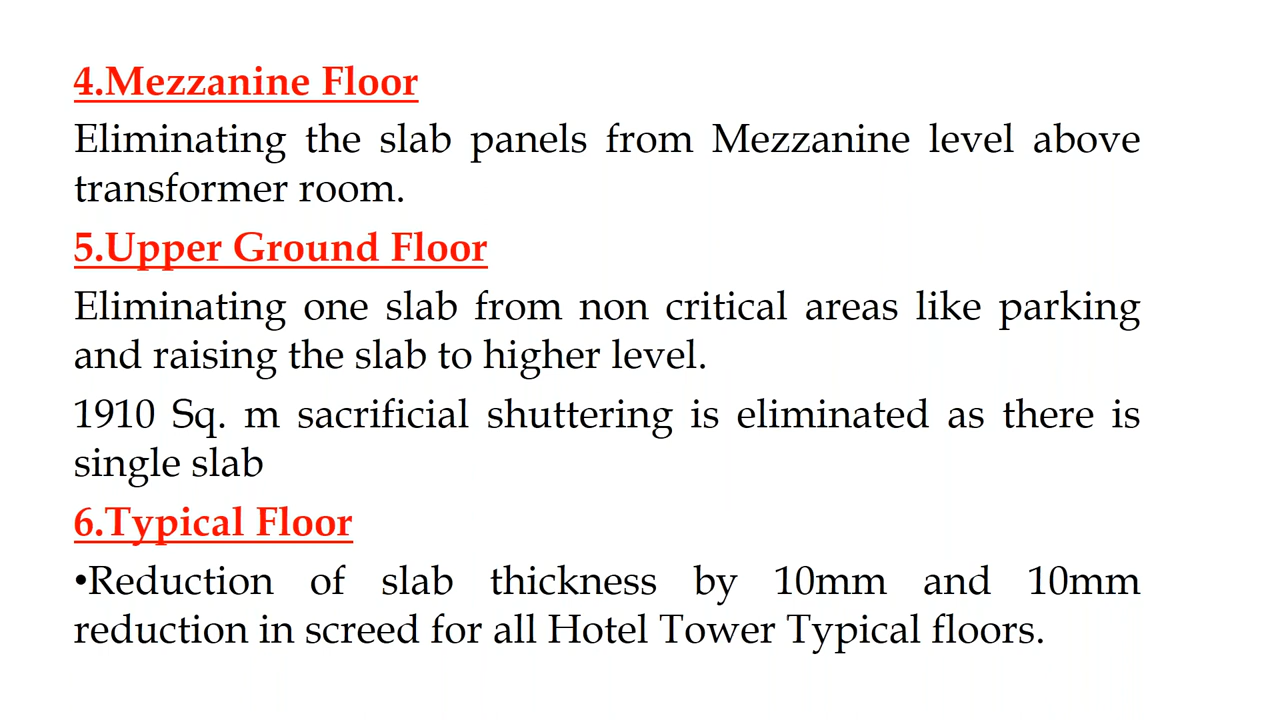 4.Mezzanine Floor
Eliminating the slab panels from Mezzanine level above
transformer room.
5.Upper Ground Floor
Eliminating one slab from non critical areas like parking
and raising the slab to higher level.
1910 Sq. m sacrificial shuttering is eliminated as there is
single slab
6.Typical Floor
•Reduction of slab thickness by 10mm and 10mm
reduction in screed for all Hotel Tower Typical floors.